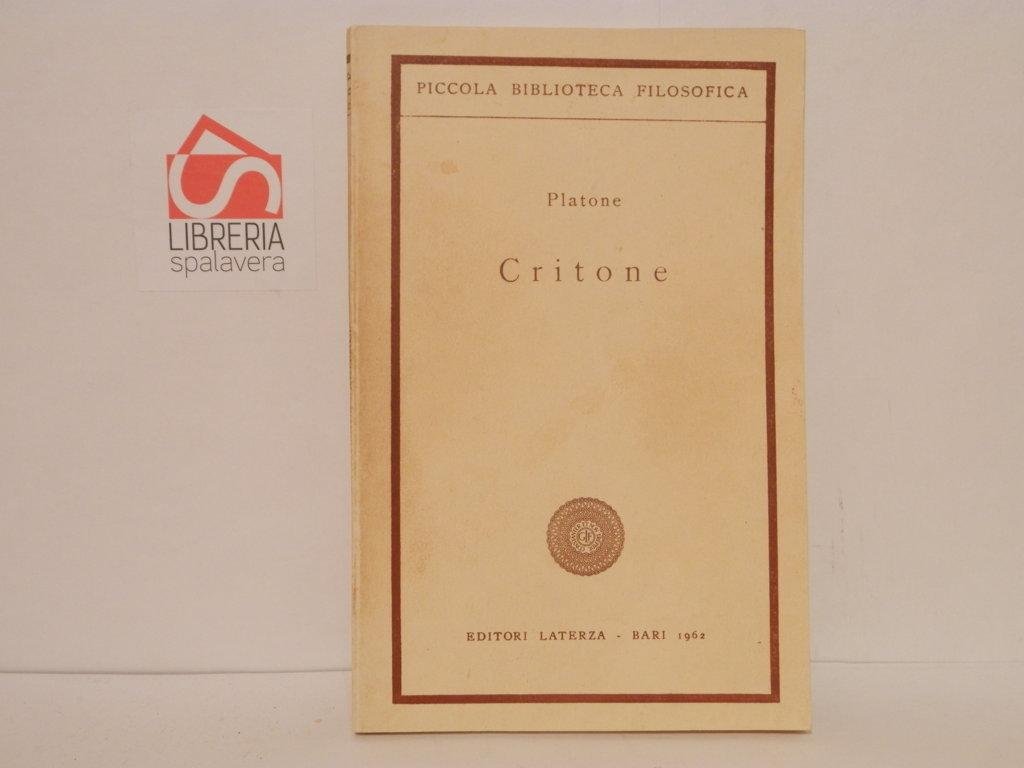 LIBRERIA
spalavera
PICCOLA BIBLIOTECA FILOSOFICA
Platone
Critone
EDITORI LATERZA - BARI 1962